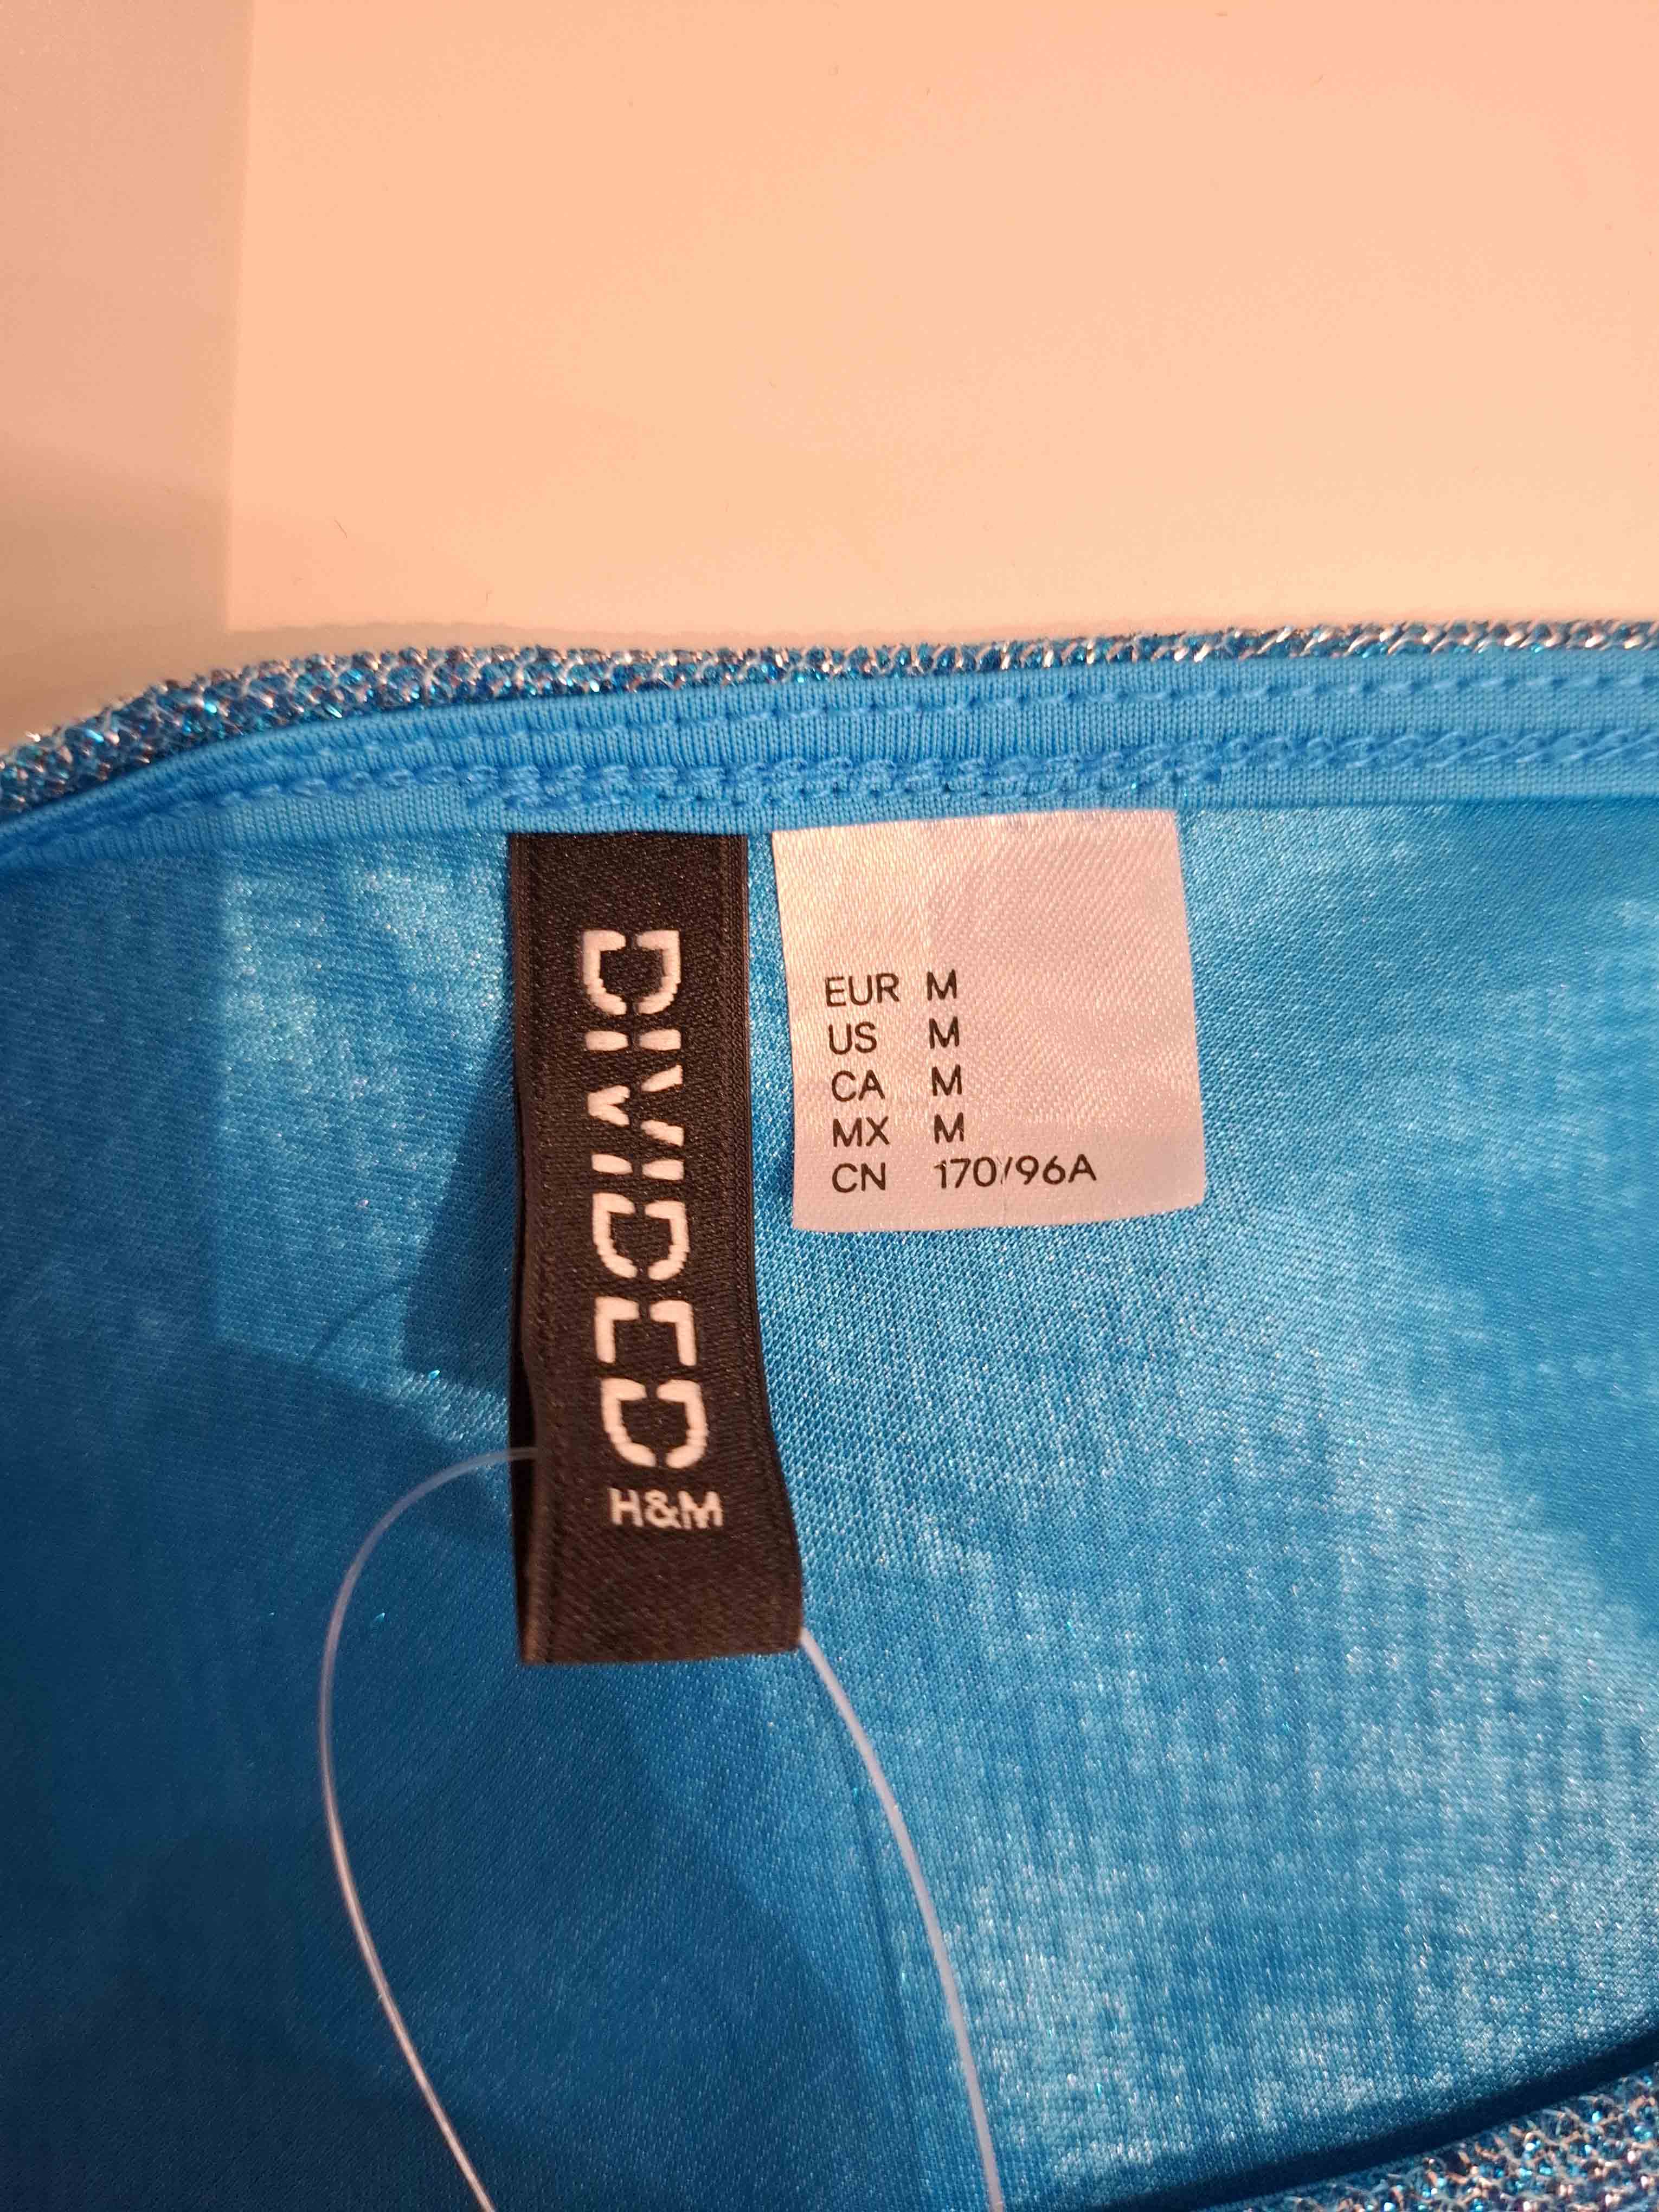 DIVIDED
H&M
EUR M
US M
CA M
MX M
CN 170/96A